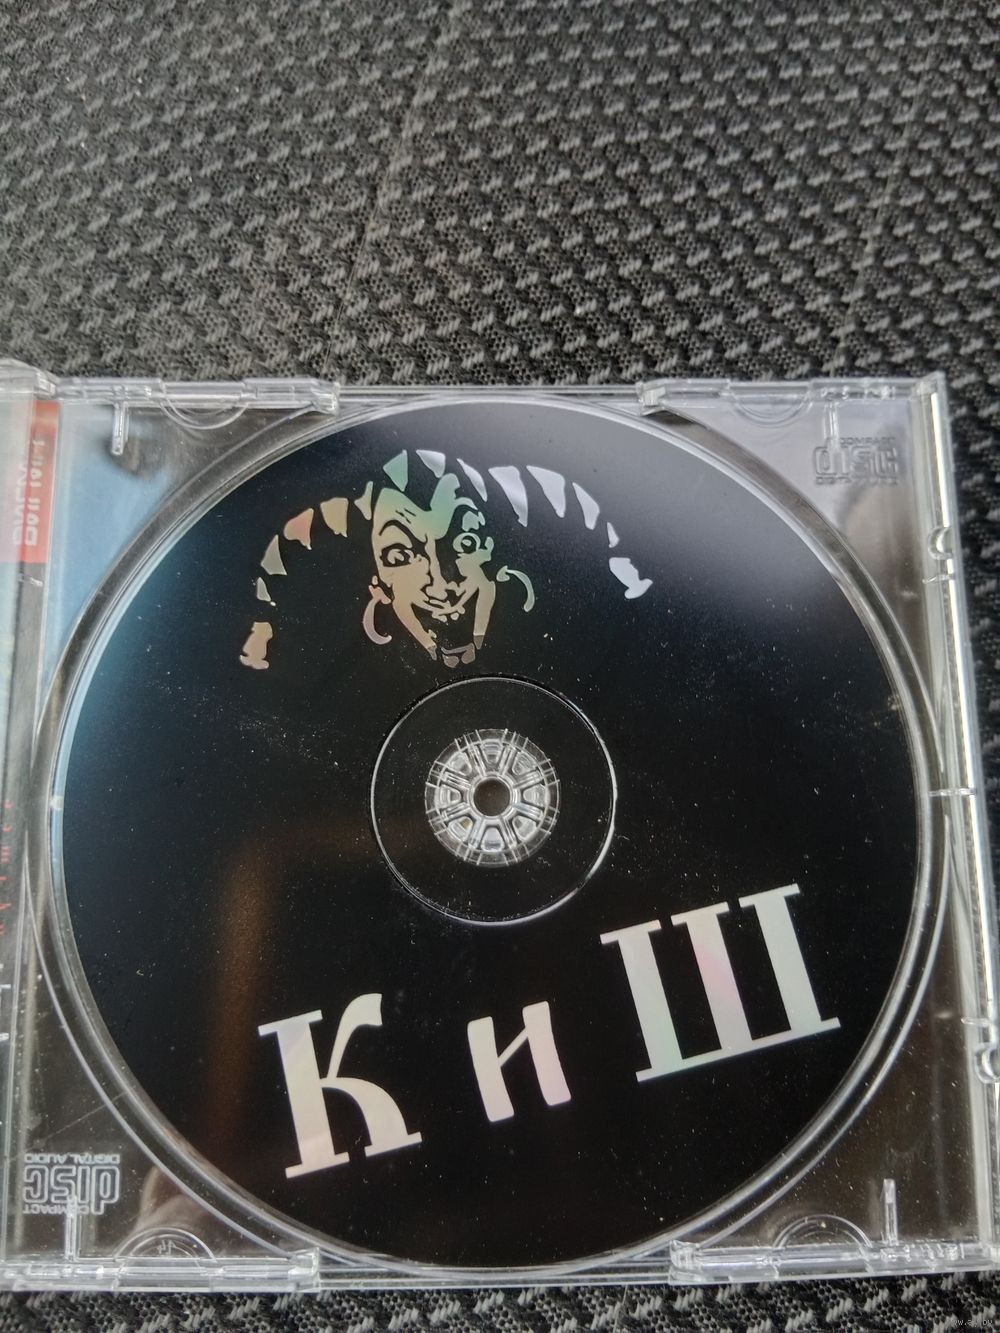 COMPACT
disc
DIGITAL AUDIO
К и Ш
COMPACT
disc
DIGITAL AUDIO